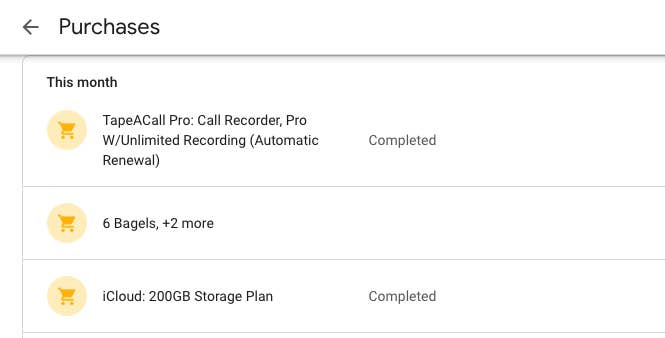 Purchases
This month
TapeACall Pro: Call Recorder, Pro
W/Unlimited Recording (Automatic
Renewal)
Completed
6 Bagels, +2 more
iCloud: 200GB Storage Plan
Completed